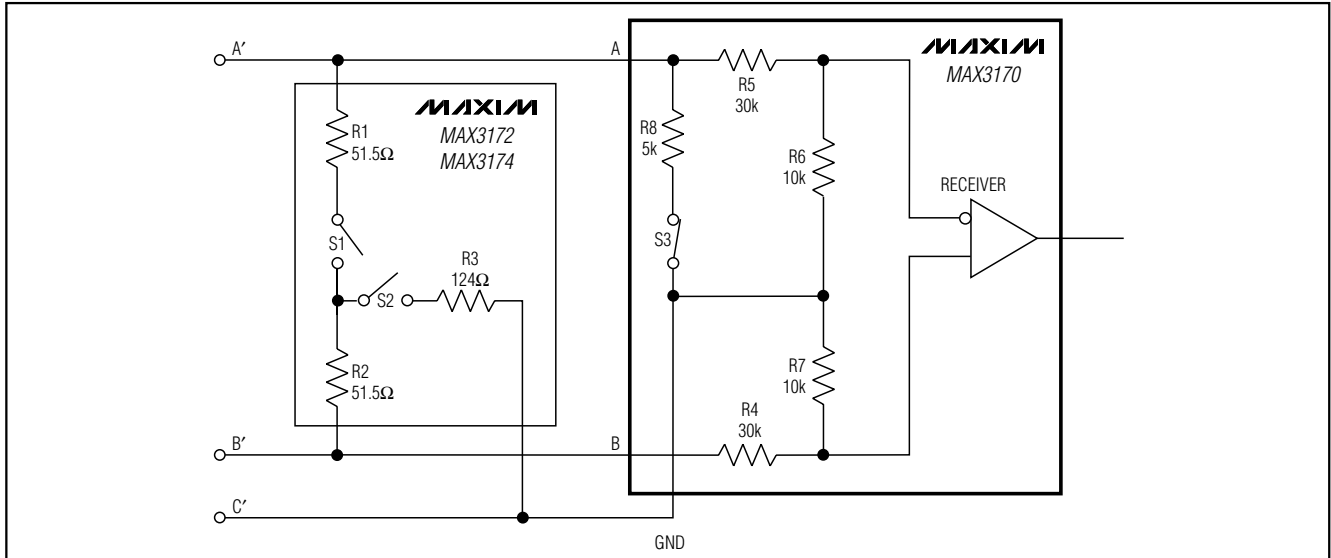 A′
A
MAXIM
MAX3170
R5
30k
MAXIM
MAX3172
MAX3174
R1
51.5Ω
R8
5k
R6
10k
RECEIVER
S1
S3
R3
124Ω
S2
R2
51.5Ω
R7
10k
R4
30k
B′
B
C′
GND